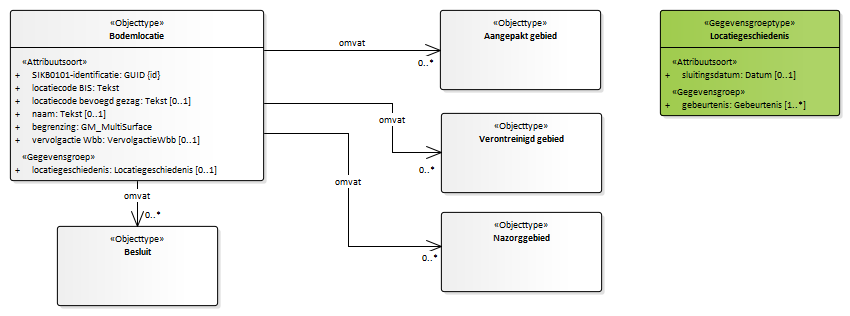 «Objecttype»
Bodemlocatie
«Attribuutsoort»
+ SIKB0101-identificatie: GUID {id}
+ locatiecode BIS: Tekst
+ locatiecode bevoegd gezag: Tekst [0..1]
+ naam: Tekst [0..1]
+ begrenzing: GM_MultiSurface
+ vervolgactie Wbb: VervolgactieWbb [0..1]
«Gegevensgroep»
+ locatiegeschiedenis: Locatiegeschiedenis [0..1]
omvat
0..*
«Objecttype»
Aangepakt gebied
omvat
0..*
«Objecttype»
Verontreinigd gebied
omvat
0..*
«Objecttype»
Nazorggebied
omvat
0..*
«Objecttype»
Besluit
«Gegevensgroeptype»
Locatiegeschiedenis
«Attribuutsoort»
+ sluitingsdatum: Datum [0..1]
«Gegevensgroep»
+ gebeurtenis: Gebeurtenis [1..*]